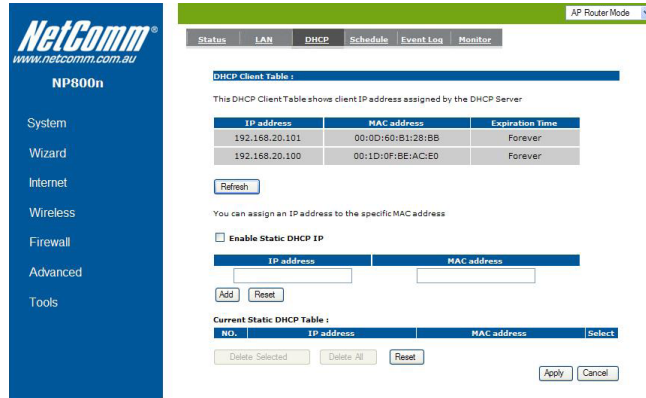 AP Router Mode
NetComm®
www.netcomm.com.au
NP800n
System
Wizard
Internet
Wireless
Firewall
Advanced
Tools
Status LAN DHCP Schedule Event Log Monitor
DHCP Client Table :
This DHCP Client Table shows client IP address assigned by the DHCP Server
IP address MAC address Expiration Time
192.168.20.101 00:0D:60:B1:28:BB Forever
192.168.20.100 00:1D:0F:BE:AC:E0 Forever
Refresh
You can assign an IP address to the specific MAC address
Enable Static DHCP IP
IP address MAC address
Add Reset
Current Static DHCP Table :
NO. IP address MAC address Select
Delete Selected Delete All Reset
Apply Cancel